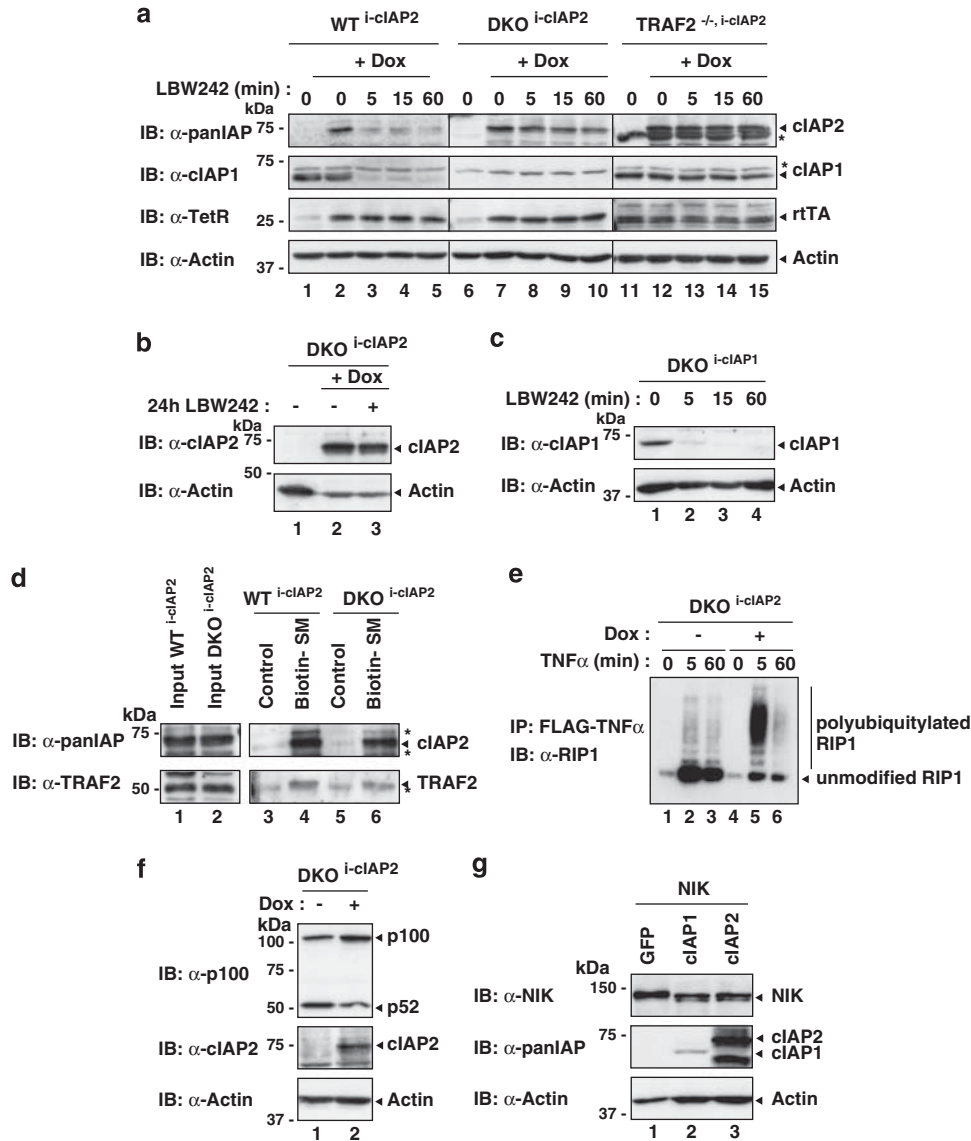 a
WT i-cIAP2 DKO i-cIAP2 TRAF2 -/-, i-cIAP2
+ Dox + Dox + Dox
LBW242 (min) : 0 0 5 15 60 0 0 5 15 60 0 0 5 15 60
kDa
IB: α-panIAP 75 - cIAP2
*
75 - *
IB: α-cIAP1 cIAP1
IB: α-TetR 25 - rtTA
IB: α-Actin Actin
37 -
1 2 3 4 5 6 7 8 9 10 11 12 13 14 15
b
DKO i-cIAP2
+ Dox
24h LBW242 : - - +
kDa
IB: α-cIAP2 75 - cIAP2
50 -
IB: α-Actin Actin
1 2 3
c
DKO i-cIAP1
LBW242 (min) : 0 5 15 60
kDa
75 -
IB: α-cIAP1 cIAP1
IB: α-Actin Actin
37 -
1 2 3 4
d
Input WT i-cIAP2
Input DKO i-cIAP2
WT i-cIAP2 DKO i-cIAP2
Control
Biotin- SM
Control
Biotin- SM
kDa
75 - *
IB: α-panIAP cIAP2
*
IB: α-TRAF2 TRAF2
50 - *
1 2 3 4 5 6
e
DKO i-cIAP2
Dox : - +
TNFα (min) : 0 5 60 0 5 60
IP: FLAG-TNFα
IB: α-RIP1
polyubiquitylated
RIP1
unmodified RIP1
1 2 3 4 5 6
f
DKO i-cIAP2
Dox : - +
kDa
100 - p100
75 -
IB: α-p100
50 - p52
IB: α-cIAP2 75 - cIAP2
IB: α-Actin Actin
37 -
1 2
g
NIK
GFP
cIAP1
cIAP2
kDa
150 -
IB: α-NIK NIK
75 - cIAP2
IB: α-panIAP cIAP1
IB: α-Actin Actin
37 -
1 2 3